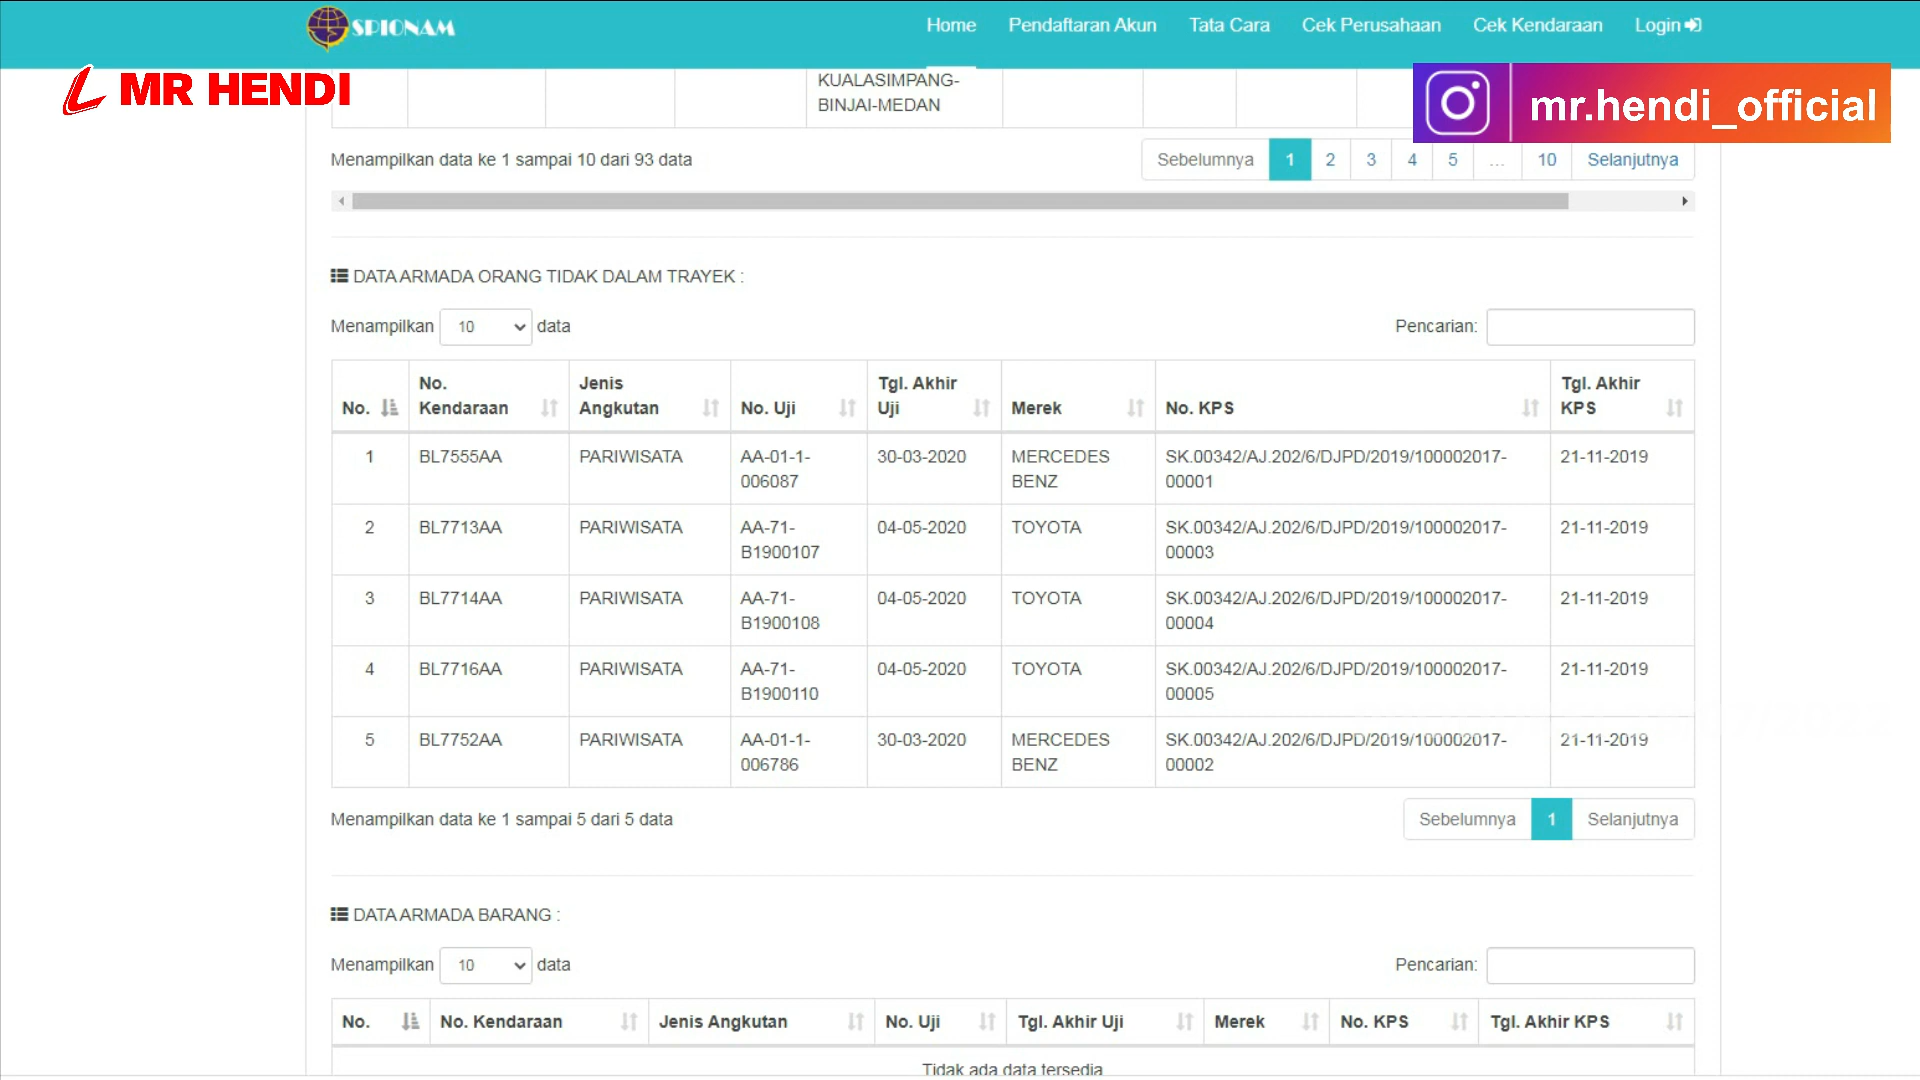 SPIONAM
Home Pendaftaran Akun Tata Cara Cek Perusahaan Cek Kendaraan Login
MR HENDI
mr.hendi_official
KUALASIMPANG-
BINJAI-MEDAN
Menampilkan data ke 1 sampai 10 dari 93 data
Sebelumnya 1 2 3 4 5 ... 10 Selanjutnya
DATA ARMADA ORANG TIDAK DALAM TRAYEK :
Menampilkan 10 data
Pencarian:
No. No. Kendaraan Jenis Angkutan No. Uji Tgl. Akhir Uji Merek No. KPS Tgl. Akhir KPS
1 BL7555AA PARIWISATA AA-01-1-006087 30-03-2020 MERCEDES BENZ SK.00342/AJ.202/6/DJPD/2019/100002017-00001 21-11-2019
2 BL7713AA PARIWISATA AA-71-B1900107 04-05-2020 TOYOTA SK.00342/AJ.202/6/DJPD/2019/100002017-00003 21-11-2019
3 BL7714AA PARIWISATA AA-71-B1900108 04-05-2020 TOYOTA SK.00342/AJ.202/6/DJPD/2019/100002017-00004 21-11-2019
4 BL7716AA PARIWISATA AA-71-B1900110 04-05-2020 TOYOTA SK.00342/AJ.202/6/DJPD/2019/100002017-00005 21-11-2019
5 BL7752AA PARIWISATA AA-01-1-006786 30-03-2020 MERCEDES BENZ SK.00342/AJ.202/6/DJPD/2019/100002017-00002 21-11-2019
Menampilkan data ke 1 sampai 5 dari 5 data
Sebelumnya 1 Selanjutnya
DATA ARMADA BARANG :
Menampilkan 10 data
Pencarian:
No. No. Kendaraan Jenis Angkutan No. Uji Tgl. Akhir Uji Merek No. KPS Tgl. Akhir KPS
Tidak ada data tersedia